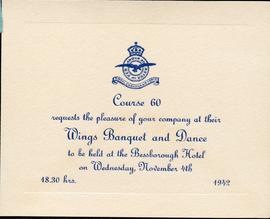 Course 60
requests the pleasure of your company at their
Wings Banquet and Dance
to be held at the Bessborough Hotel
on Wednesday, November 4th
18.30 hrs. 1942